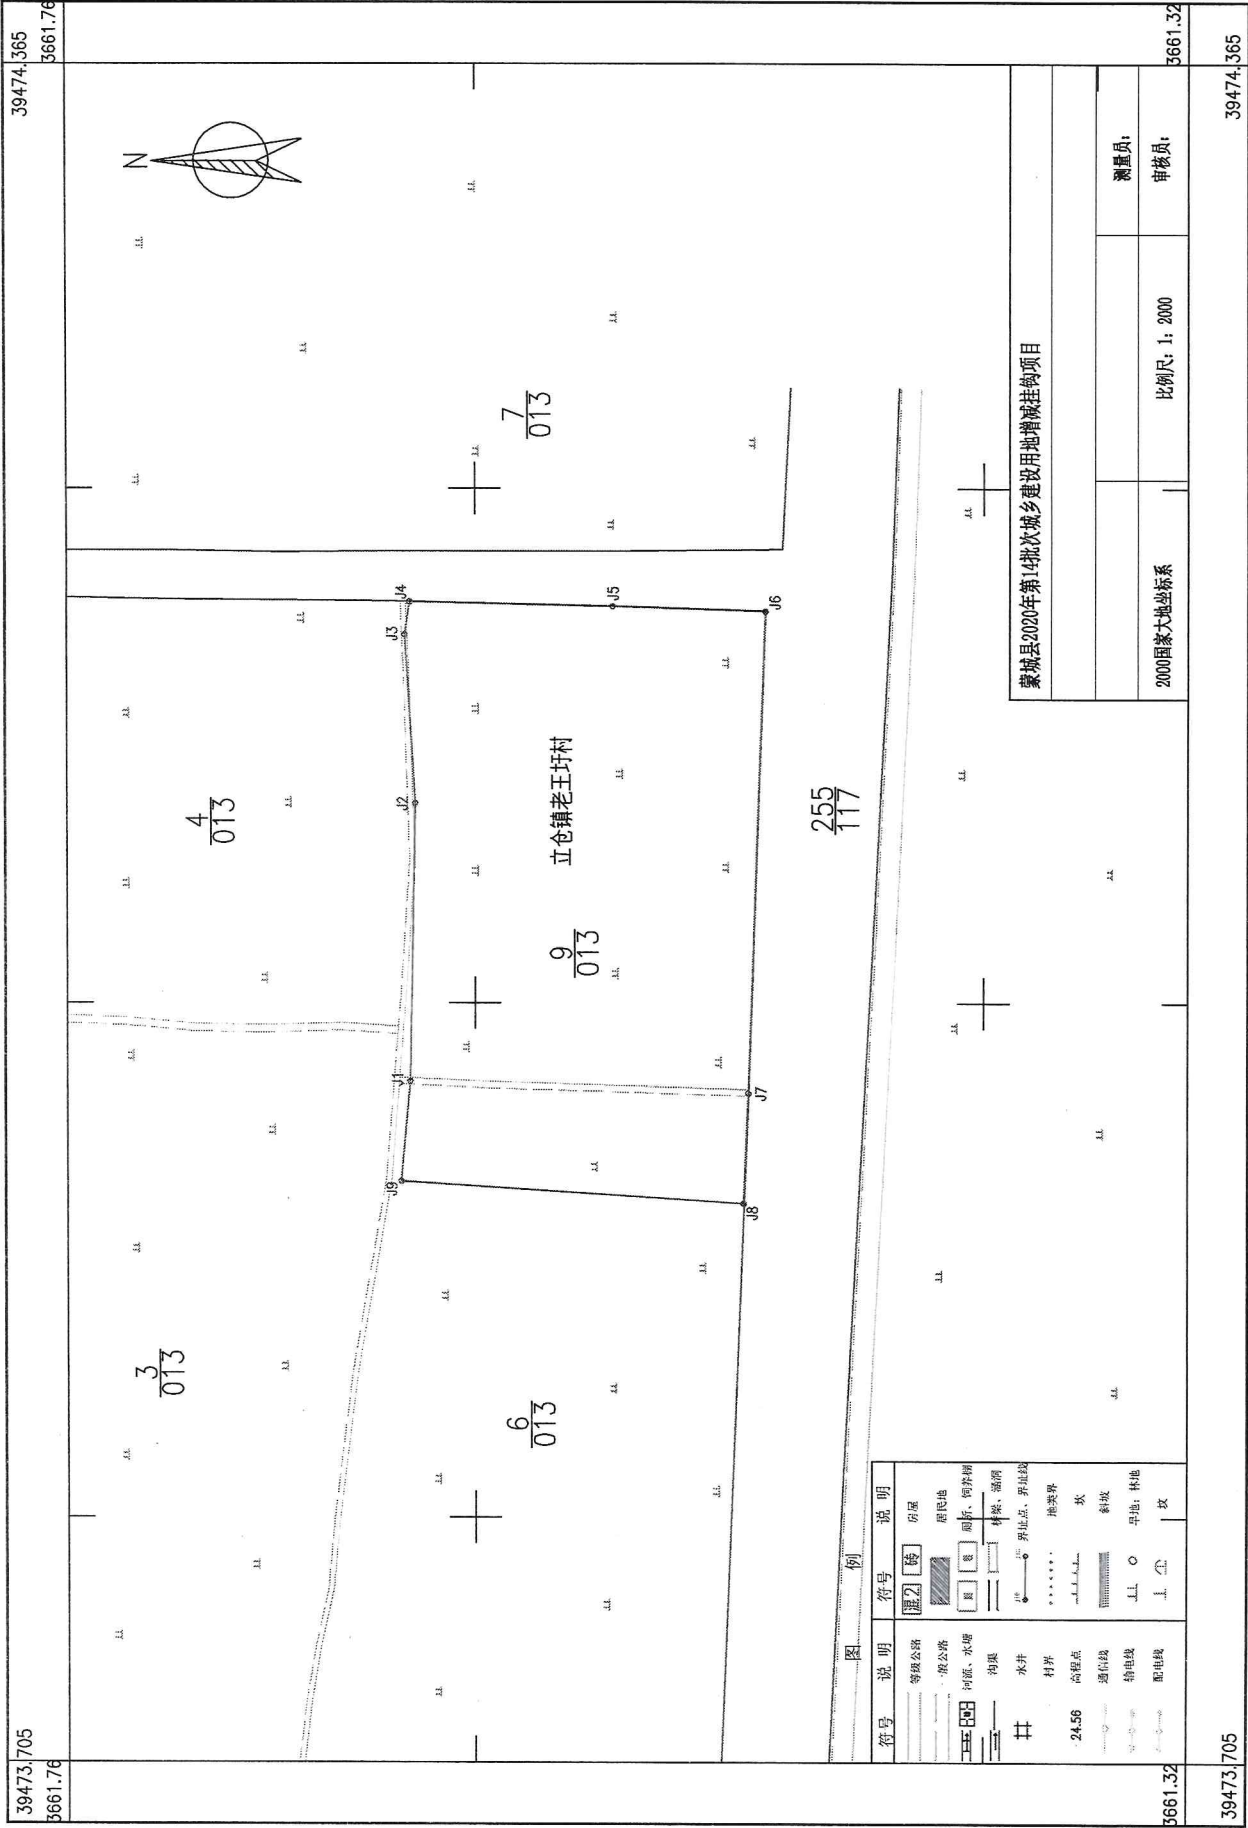 39473.705
3661.76
39474.365
3661.76
N
3
013
4
013
7
013
J9
J1
J2
J3
J4
J5
J6
J7
J8
6
013
9
013
立仓镇老王圩村
255
117
图 例
符号 说明 符号 说明
等级公路
一般公路
河流、水塘
沟渠
水井
村界
24.56 高程点
通信线
输电线
配电线
混2 砖 房屋
居民地
厕所、饲养棚
桥梁、涵洞
界址点、界址线
地类界
坎
斜坡
旱地; 林地
坟
蒙城县2020年第14批次城乡建设用地增减挂钩项目
2000国家大地坐标系
比例尺: 1: 2000
测量员:
审核员:
3661.32
39473.705
3661.32
39474.365